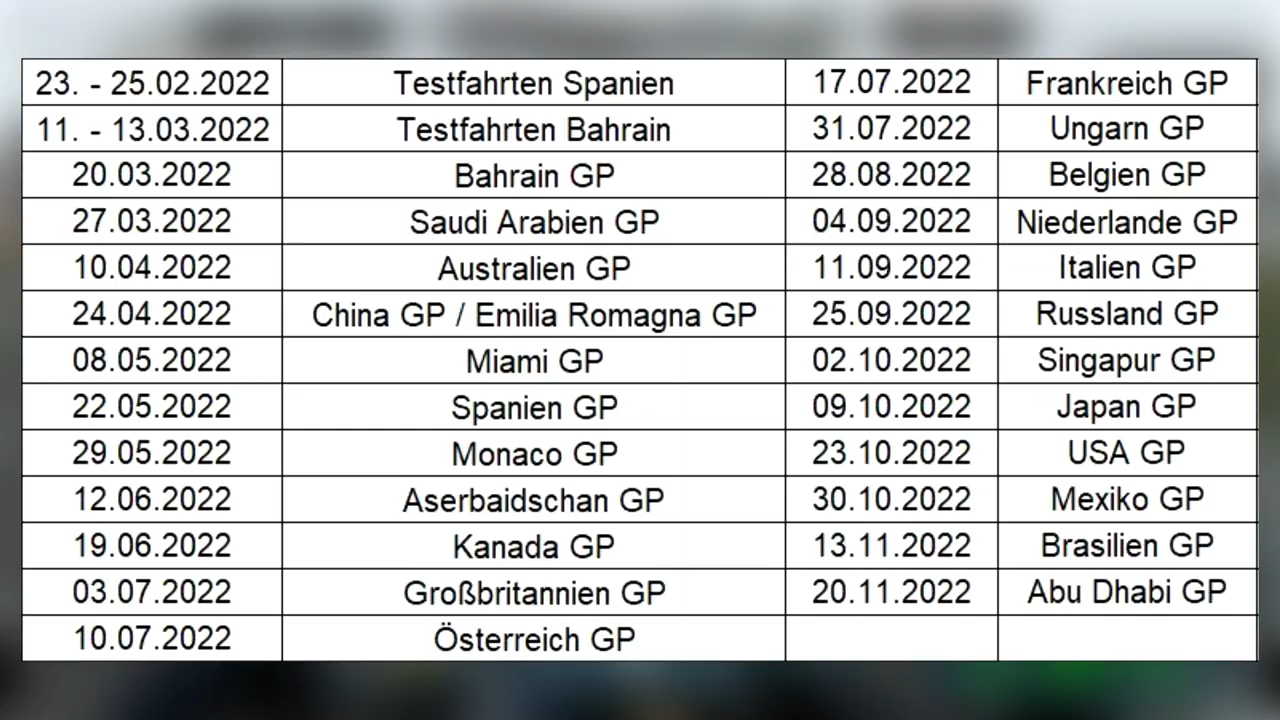 23. - 25.02.2022 Testfahrten Spanien 17.07.2022 Frankreich GP
11. - 13.03.2022 Testfahrten Bahrain 31.07.2022 Ungarn GP
20.03.2022 Bahrain GP 28.08.2022 Belgien GP
27.03.2022 Saudi Arabien GP 04.09.2022 Niederlande GP
10.04.2022 Australien GP 11.09.2022 Italien GP
24.04.2022 China GP / Emilia Romagna GP 25.09.2022 Russland GP
08.05.2022 Miami GP 02.10.2022 Singapur GP
22.05.2022 Spanien GP 09.10.2022 Japan GP
29.05.2022 Monaco GP 23.10.2022 USA GP
12.06.2022 Aserbaidschan GP 30.10.2022 Mexiko GP
19.06.2022 Kanada GP 13.11.2022 Brasilien GP
03.07.2022 Großbritannien GP 20.11.2022 Abu Dhabi GP
10.07.2022 Österreich GP